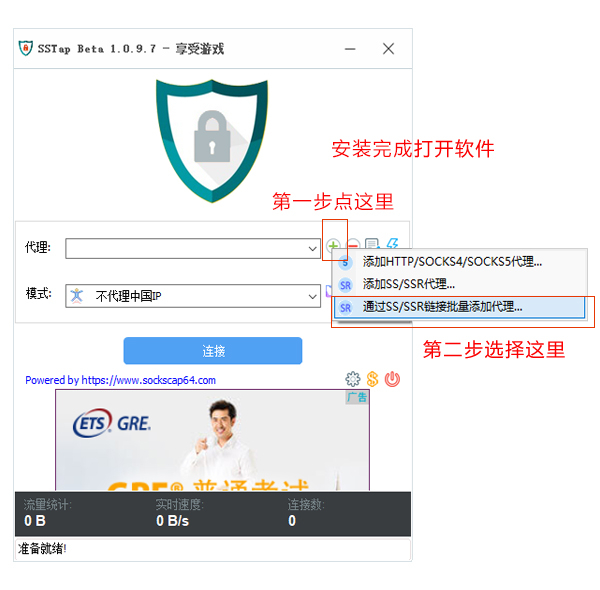 SSTap Beta 1.0.9.7 - 享受游戏
安装完成打开软件
第一步点这里
代理:
添加HTTP/SOCKS4/SOCKS5代理...
添加SS/SSR代理...
模式:
不代理中国IP
通过SS/SSR链接批量添加代理...
第二步选择这里
连接
Powered by https://www.sockscap64.com
广告
ETS GRE.
GRE® 普通考试
流量统计:
实时速度:
连接数:
0 B
0 B/s
0
准备就绪!